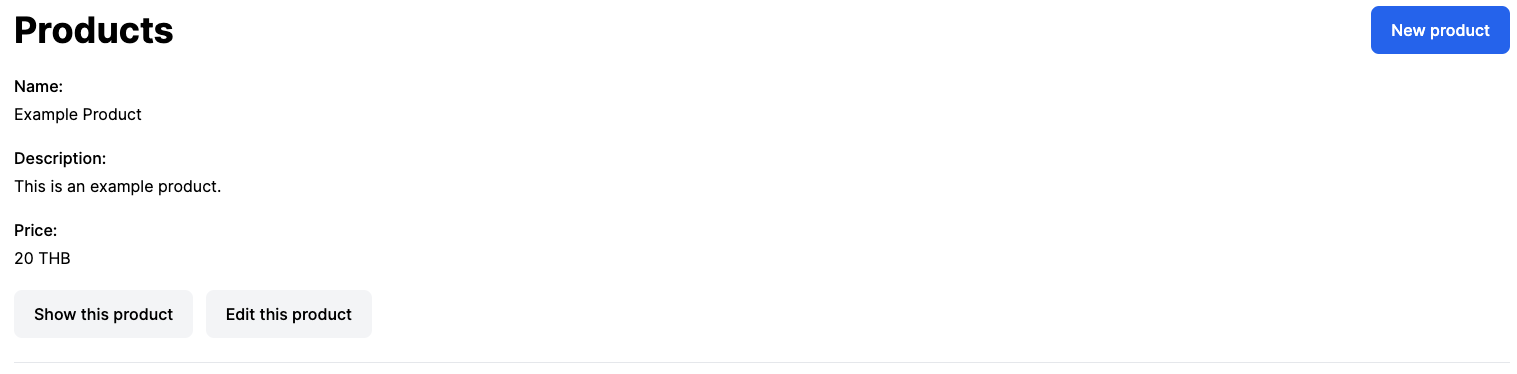 Products
New product
Name:
Example Product
Description:
This is an example product.
Price:
20 THB
Show this product
Edit this product